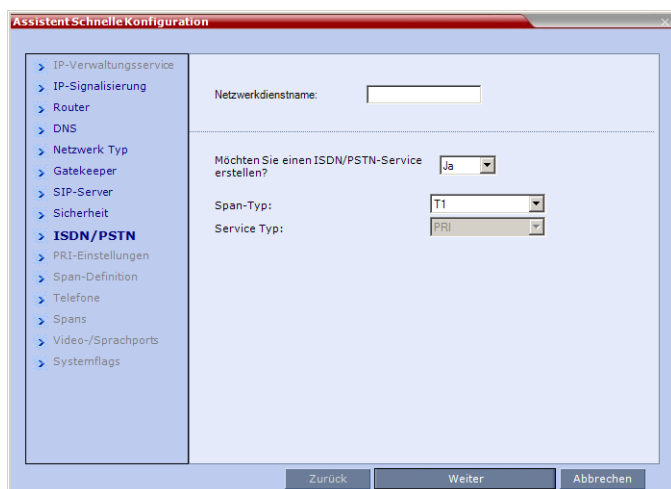 Assistent Schnelle Konfiguration
IP-Verwaltungsservice
IP-Signalisierung
Router
DNS
Netzwerk Typ
Gatekeeper
SIP-Server
Sicherheit
ISDN/PSTN
PRI-Einstellungen
Span-Definition
Telefone
Spans
Video-/Sprachports
Systemflags
Netzwerkdienstname:
Möchten Sie einen ISDN/PSTN-Service
erstellen?
Ja
Span-Typ:
T1
Service Typ:
PRI
Zurück
Weiter
Abbrechen